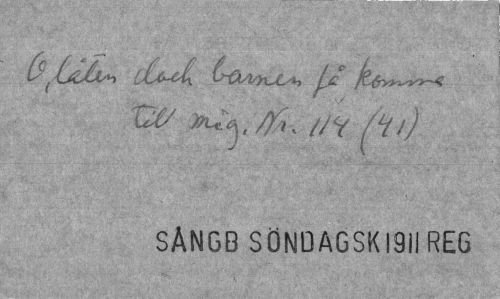 O, låten dock barnen få komma
till mig. Nr. 114 (41)
SÅNGB SÖNDAGSK 1911 REG